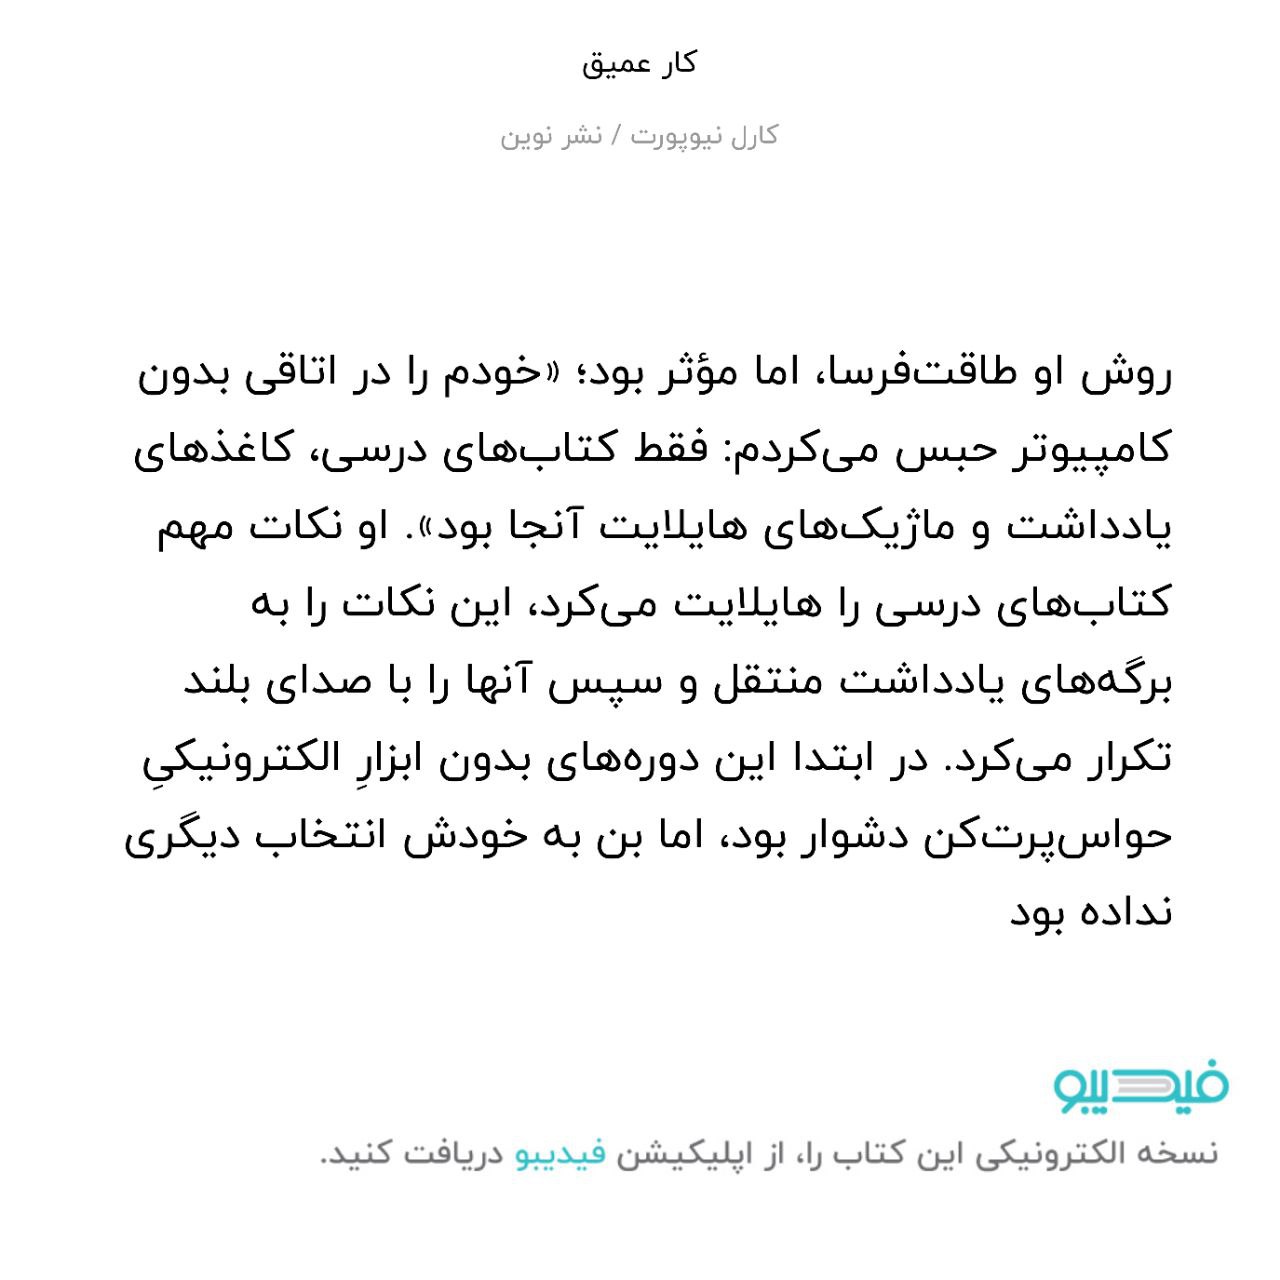 کار عمیق
کارل نیوپورت / نشر نوین
روش او طاقت‌فرسا، اما مؤثر بود؛ «خودم را در اتاقی بدون
کامپیوتر حبس می‌کردم: فقط کتاب‌های درسی، کاغذهای
یادداشت و ماژیک‌های هایلایت آنجا بود». او نکات مهم
کتاب‌های درسی را هایلایت می‌کرد، این نکات را به
برگه‌های یادداشت منتقل و سپس آنها را با صدای بلند
تکرار می‌کرد. در ابتدا این دوره‌های بدون ابزارِ الکترونیکیِ
حواس‌پرت‌کن دشوار بود، اما بن به خودش انتخاب دیگری
نداده بود
فیدیبو
نسخه الکترونیکی این کتاب را، از اپلیکیشن فیدیبو دریافت کنید.